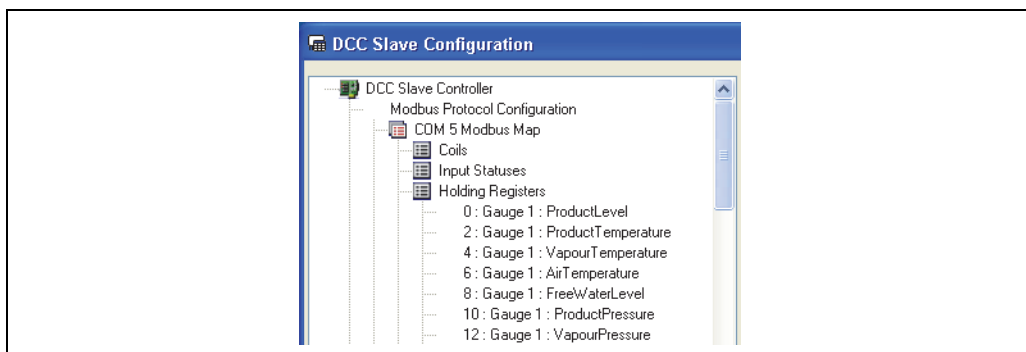 DCC Slave Configuration
DCC Slave Controller
Modbus Protocol Configuration
COM 5 Modbus Map
Coils
Input Statuses
Holding Registers
0 : Gauge 1 : ProductLevel
2 : Gauge 1 : ProductTemperature
4 : Gauge 1 : VapourTemperature
6 : Gauge 1 : AirTemperature
8 : Gauge 1 : FreeWaterLevel
10 : Gauge 1 : ProductPressure
12 : Gauge 1 : VapourPressure